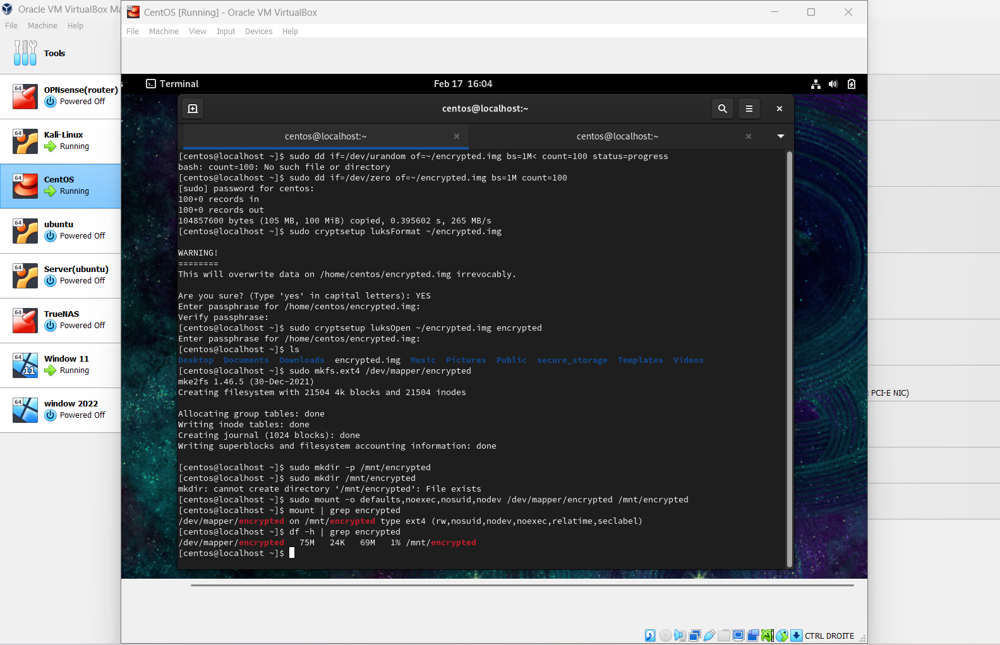 Oracle VM VirtualBox Ma
File Machine Help
Tools
64
OPNsense(router)
Powered Off
64
Kali-Linux
Running
64
CentOS
Running
64
ubuntu
Powered Off
64
Server(ubuntu)
Powered Off
64
TrueNAS
Powered Off
64
11
Window 11
Running
64
window 2022
Powered Off
CentOS [Running] - Oracle VM VirtualBox
File Machine View Input Devices Help
s Terminal Feb 17 16:04
centos@localhost:~
centos@localhost:~ centos@localhost:~
[centos@localhost ~]$ sudo dd if=/dev/urandom of=~/encrypted.img bs=1M< count=100 status=progress
bash: count=100: No such file or directory
[centos@localhost ~]$ sudo dd if=/dev/zero of=~/encrypted.img bs=1M count=100
[sudo] password for centos:
100+0 records in
100+0 records out
104857600 bytes (105 MB, 100 MiB) copied, 0.395602 s, 265 MB/s
[centos@localhost ~]$ sudo cryptsetup luksFormat ~/encrypted.img
WARNING!
========
This will overwrite data on /home/centos/encrypted.img irrevocably.
Are you sure? (Type 'yes' in capital letters): YES
Enter passphrase for /home/centos/encrypted.img:
Verify passphrase:
[centos@localhost ~]$ sudo cryptsetup luksOpen ~/encrypted.img encrypted
Enter passphrase for /home/centos/encrypted.img:
[centos@localhost ~]$ ls
Desktop Documents Downloads encrypted.img Music Pictures Public secure_storage Templates Videos
[centos@localhost ~]$ sudo mkfs.ext4 /dev/mapper/encrypted
mke2fs 1.46.5 (30-Dec-2021)
Creating filesystem with 21504 4k blocks and 21504 inodes
Allocating group tables: done
Writing inode tables: done
Creating journal (1024 blocks): done
Writing superblocks and filesystem accounting information: done
[centos@localhost ~]$ sudo mkdir -p /mnt/encrypted
[centos@localhost ~]$ sudo mkdir /mnt/encrypted
mkdir: cannot create directory ‘/mnt/encrypted’: File exists
[centos@localhost ~]$ sudo mount -o defaults,noexec,nosuid,nodev /dev/mapper/encrypted /mnt/encrypted
[centos@localhost ~]$ mount | grep encrypted
/dev/mapper/encrypted on /mnt/encrypted type ext4 (rw,nosuid,nodev,noexec,relatime,seclabel)
[centos@localhost ~]$ df -h | grep encrypted
/dev/mapper/encrypted 75M 24K 69M 1% /mnt/encrypted
[centos@localhost ~]$
: PCI-E NIC)
CTRL DROITE